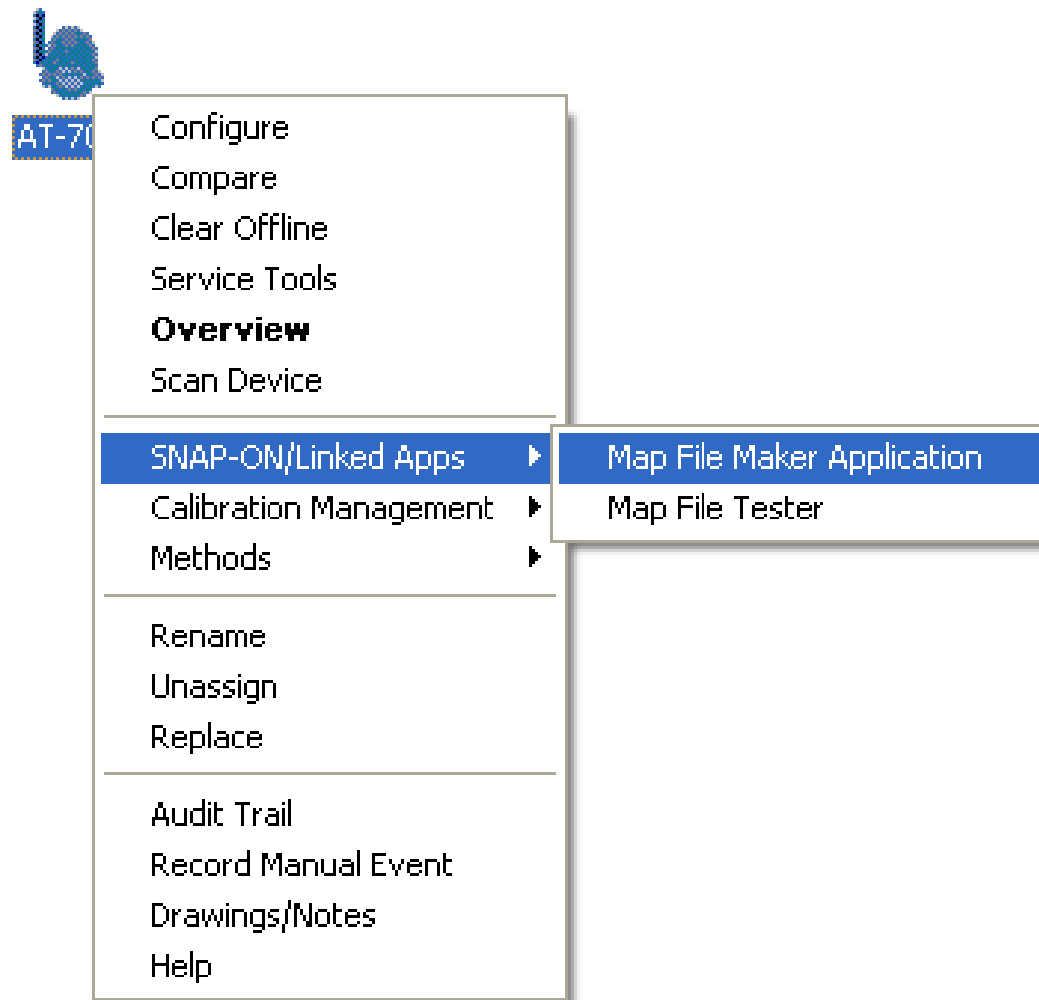 AT-70
Configure
Compare
Clear Offline
Service Tools
Overview
Scan Device
SNAP-ON/Linked Apps
Map File Maker Application
Calibration Management
Map File Tester
Methods
Rename
Unassign
Replace
Audit Trail
Record Manual Event
Drawings/Notes
Help